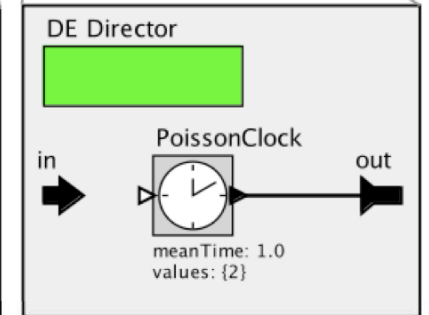 DE Director
PoissonClock
in
out
meanTime: 1.0
values: {2}